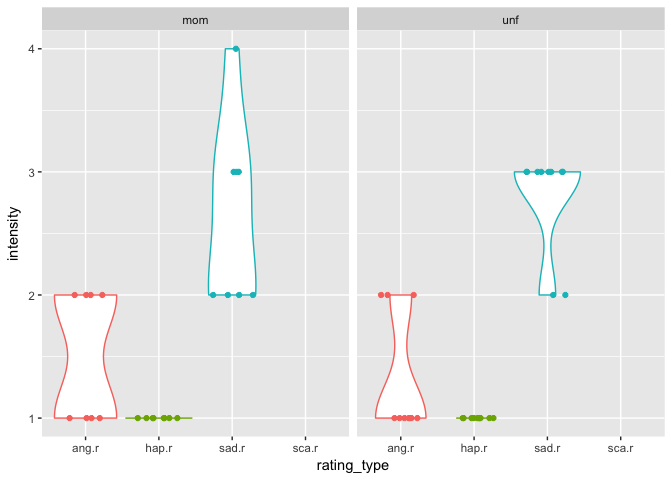 mom
unf
intensity
4
3
2
1
ang.r
hap.r
sad.r
sca.r
ang.r
hap.r
sad.r
sca.r
rating_type